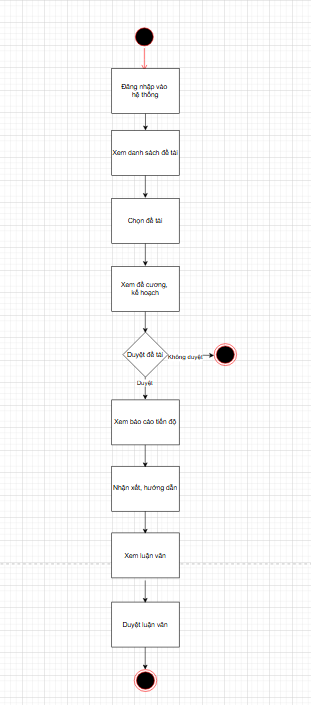 Đăng nhập vào
hệ thống
Xem danh sách đề tài
Chọn đề tài
Xem đề cương,
kế hoạch
Duyệt đề tài
Không duyệt
Duyệt
Xem báo cáo tiến độ
Nhận xét, hướng dẫn
Xem luận văn
Duyệt luận văn